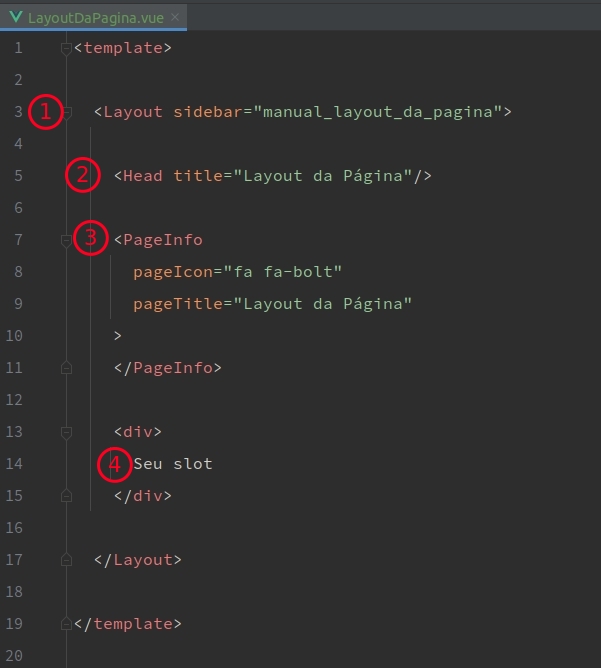 LayoutDaPagina.vue ×
1 <template>
2
3 1 <Layout sidebar="manual_layout_da_pagina">
4
5 2 <Head title="Layout da Página"/>
6
7 3 <PageInfo
8 pageIcon="fa fa-bolt"
9 pageTitle="Layout da Página"
10 >
11 </PageInfo>
12
13 <div>
14 4 Seu slot
15 </div>
16
17 </Layout>
18
19 </template>
20